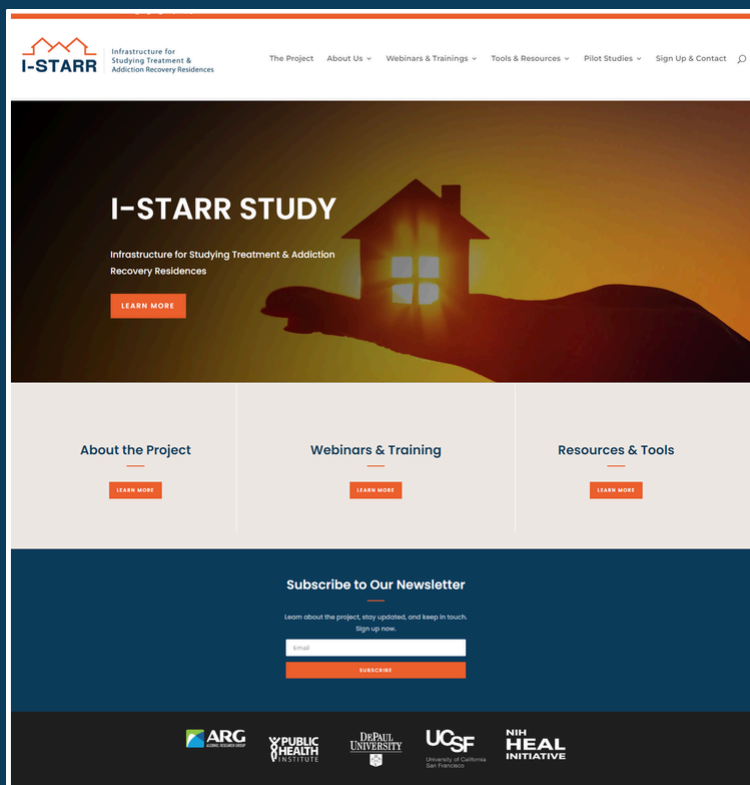 I-STARR
Infrastructure for
Studying Treatment &
Addiction Recovery Residences
The Project
About Us
Webinars & Trainings
Tools & Resources
Pilot Studies
Sign Up & Contact
I-STARR STUDY
Infrastructure for Studying Treatment & Addiction
Recovery Residences
LEARN MORE
About the Project
LEARN MORE
Webinars & Training
LEARN MORE
Resources & Tools
LEARN MORE
Subscribe to Our Newsletter
Learn about the project, stay updated, and keep in touch.
Sign up now.
Email
SUBSCRIBE
ARG
ALCOHOL RESEARCH GROUP
PUBLIC
HEALTH
INSTITUTE
DEPAUL
UNIVERSITY
UCSF
University of California
San Francisco
NIH
HEAL
INITIATIVE